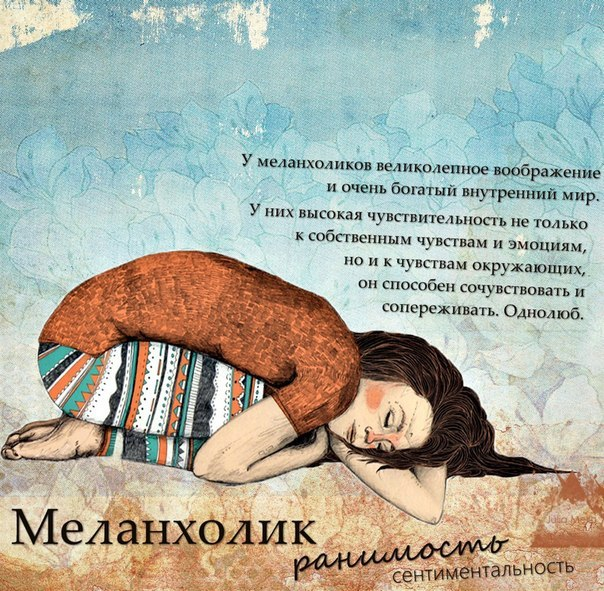 У меланхоликов великолепное воображение
и очень богатый внутренний мир.
У них высокая чувствительность не только
к собственным чувствам и эмоциям,
но и к чувствам окружающих,
он способен сочувствовать и
сопереживать. Однолюб.
Меланхолик
ранимость
сентиментальность